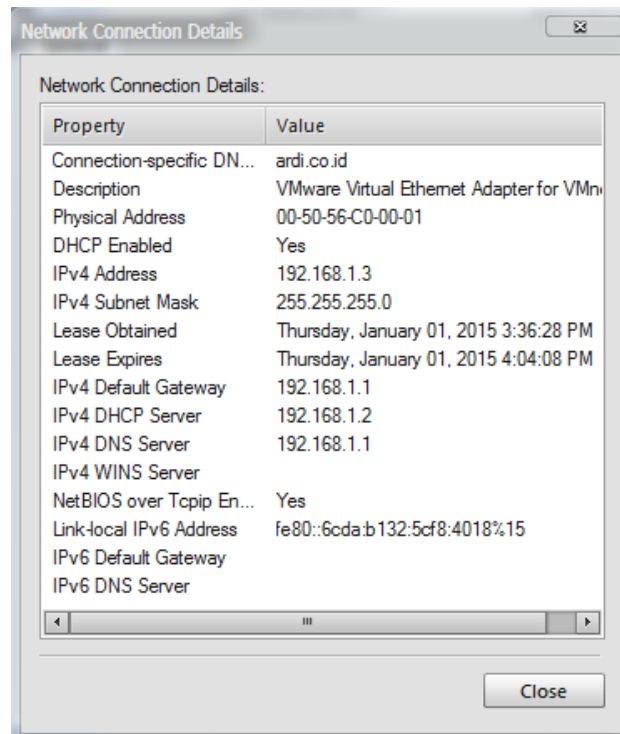 Network Connection Details
Network Connection Details:
Property Value
Connection-specific DN... ardi.co.id
Description VMware Virtual Ethernet Adapter for VMn
Physical Address 00-50-56-C0-00-01
DHCP Enabled Yes
IPv4 Address 192.168.1.3
IPv4 Subnet Mask 255.255.255.0
Lease Obtained Thursday, January 01, 2015 3:36:28 PM
Lease Expires Thursday, January 01, 2015 4:04:08 PM
IPv4 Default Gateway 192.168.1.1
IPv4 DHCP Server 192.168.1.2
IPv4 DNS Server 192.168.1.1
IPv4 WINS Server
NetBIOS over Tcpip En... Yes
Link-local IPv6 Address fe80::6cda:b132:5cf8:4018%15
IPv6 Default Gateway
IPv6 DNS Server
Close